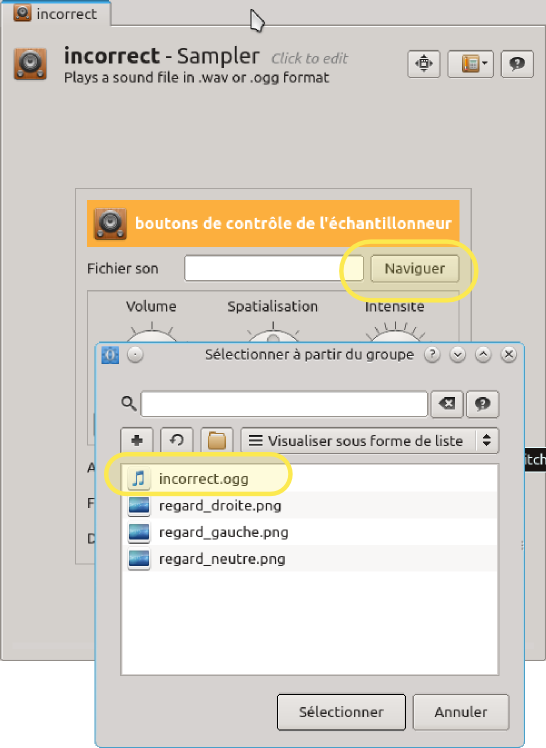 incorrect
incorrect - Sampler Click to edit
Plays a sound file in .wav or .ogg format
boutons de contrôle de l'échantillonneur
Fichier son
Naviguer
Volume Spatialisation Intensité
Sélectionner à partir du groupe
Visualiser sous forme de liste
incorrect.ogg
regard_droite.png
regard_gauche.png
regard_neutre.png
Sélectionner Annuler